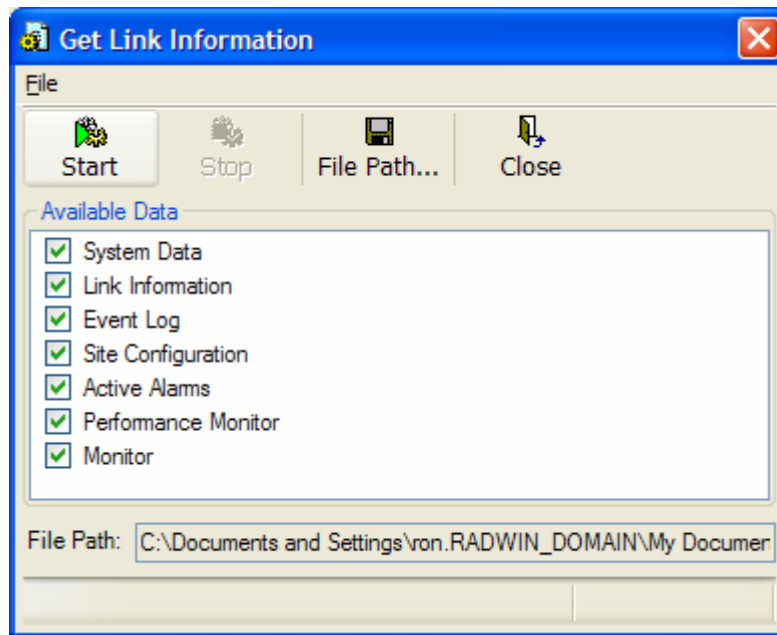 Get Link Information
File
Start Stop File Path... Close
Available Data
System Data
Link Information
Event Log
Site Configuration
Active Alarms
Performance Monitor
Monitor
File Path: C:\Documents and Settings\ron.RADWIN_DOMAIN\My Documen